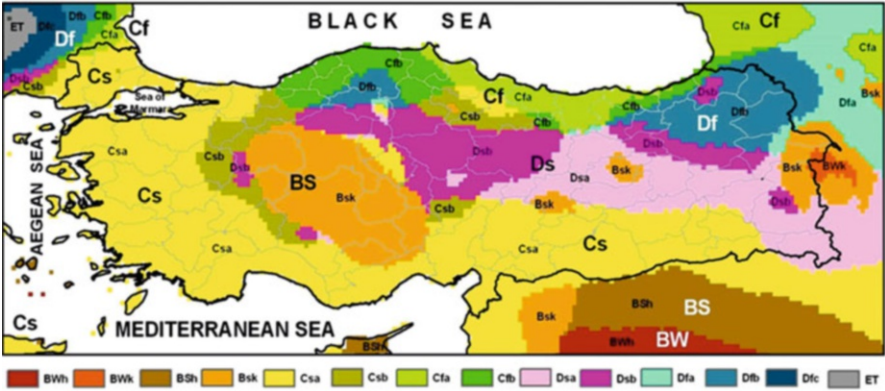 BLACK SEA
ET
Dfc
Dfb
Cfb
Cfa
Cf
Df
Cfa
Cf
Cfa
Dsb
Csb
Cs
Sea of
Marmara
Cfb
Dfb
Cf
Cfa
Csb
Cfb
Cfb
Dsb
Dfb
Df
Dfa
Bsk
Csa
Csb
Dsb
BS
Bsk
Dsb
Ds
Dsa
Dsb
Bsk
Bsk
BWk
AEGEAN SEA
Cs
Csb
Bsk
Dsb
Csa
Csa
Cs
MEDITERRANEAN SEA
Cs
BSh
Bsk
BSh
BS
BWh
BW
BWh BWk BSh Bsk Csa Csb Cfa Cfb Dsa Dsb Dfa Dfb Dfc ET